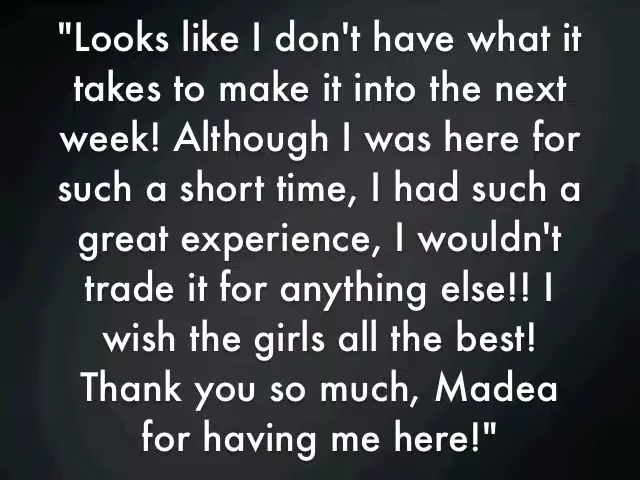 "Looks like I don't have what it
takes to make it into the next
week! Although I was here for
such a short time, I had such a
great experience, I wouldn't
trade it for anything else!! I
wish the girls all the best!
Thank you so much, Madea
for having me here!"